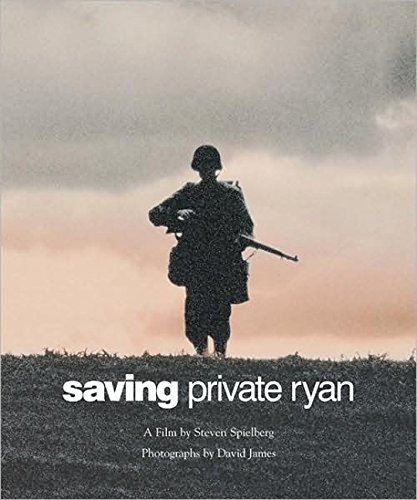 saving private ryan
A Film by Steven Spielberg
Photographs by David James